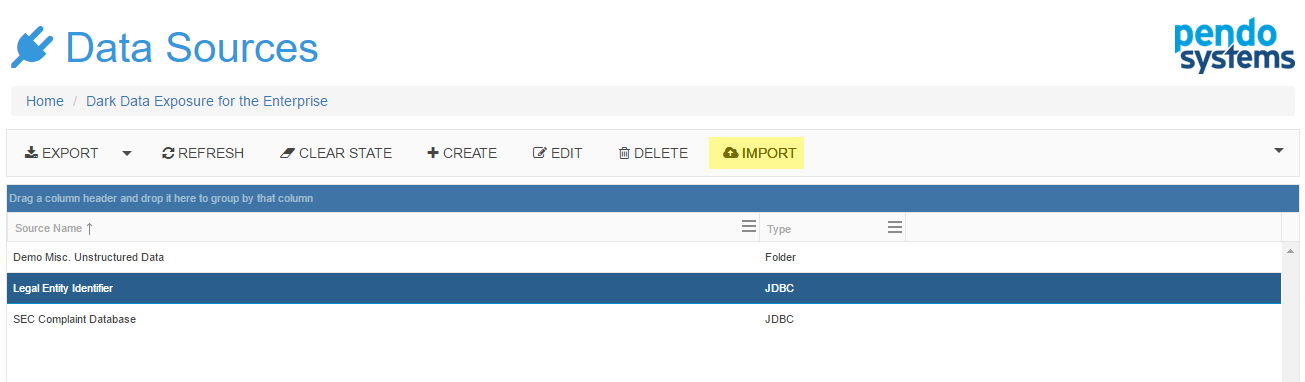 Data Sources
pendo
systems
Home / Dark Data Exposure for the Enterprise
EXPORT REFRESH CLEAR STATE CREATE EDIT DELETE IMPORT
Drag a column header and drop it here to group by that column
Source Name ↑ Type
Demo Misc. Unstructured Data Folder
Legal Entity Identifier JDBC
SEC Complaint Database JDBC